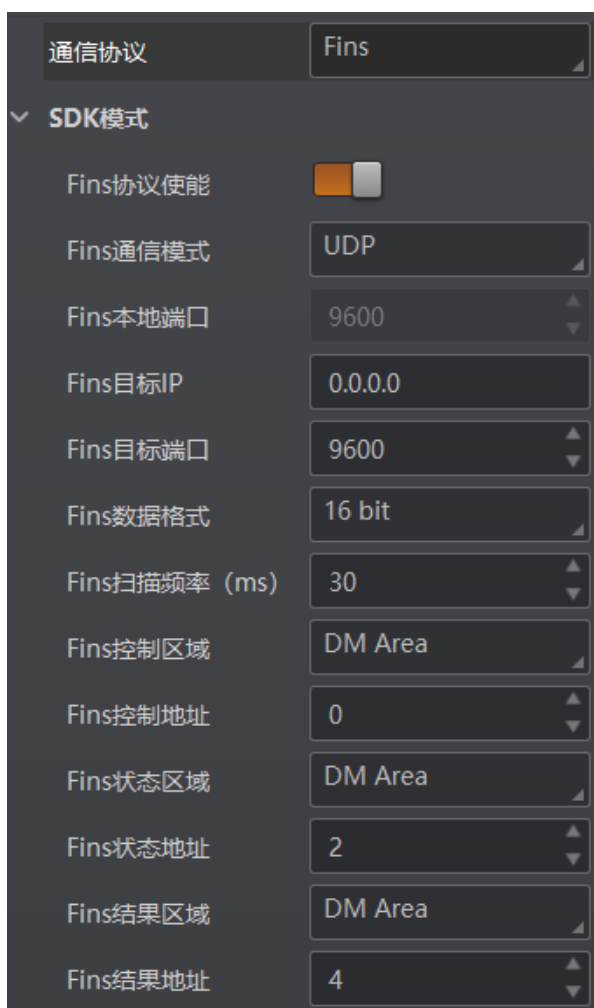 通信协议 Fins
SDK模式
Fins协议使能
Fins通信模式 UDP
Fins本地端口 9600
Fins目标IP 0.0.0.0
Fins目标端口 9600
Fins数据格式 16 bit
Fins扫描频率（ms） 30
Fins控制区域 DM Area
Fins控制地址 0
Fins状态区域 DM Area
Fins状态地址 2
Fins结果区域 DM Area
Fins结果地址 4